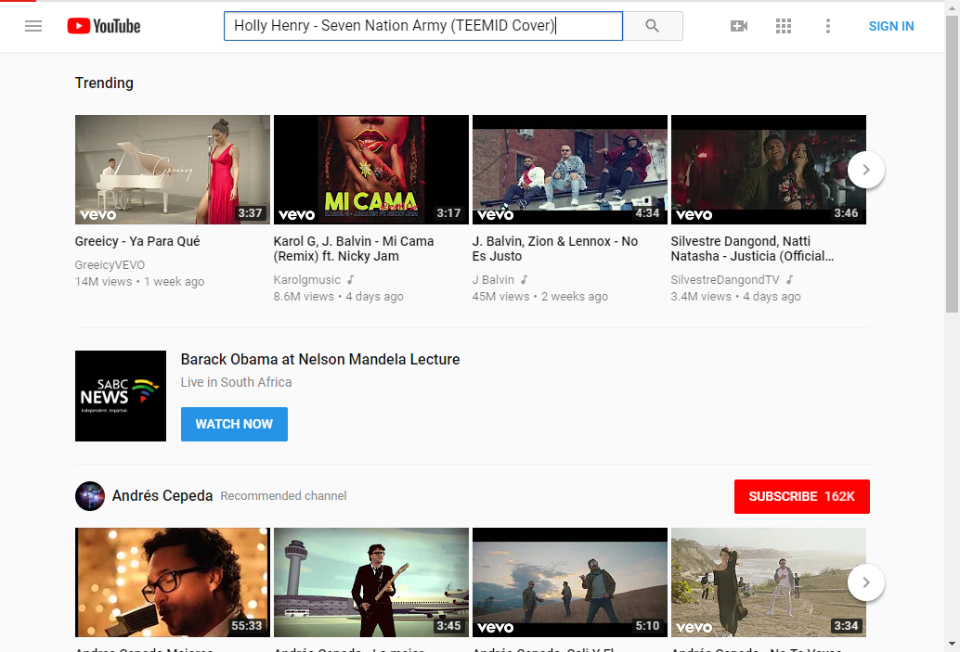 YouTube
Holly Henry - Seven Nation Army (TEEMID Cover)
SIGN IN
Trending
Greeicy
vevo
3:37
MI CAMA
vevo
3:17
vevo
4:34
vevo
3:46
Greeicy - Ya Para Qué
GreeicyVEVO
14M views • 1 week ago
Karol G, J. Balvin - Mi Cama
(Remix) ft. Nicky Jam
Karolgmusic
8.6M views • 4 days ago
J. Balvin, Zion & Lennox - No
Es Justo
J Balvin
45M views • 2 weeks ago
Silvestre Dangond, Natti
Natasha - Justicia (Official...
SilvestreDangondTV
3.4M views • 4 days ago
SABC
NEWS
Independent. Impartial.
Barack Obama at Nelson Mandela Lecture
Live in South Africa
WATCH NOW
Andrés Cepeda
Recommended channel
SUBSCRIBE 162K
55:33
3:45
vevo
5:10
vevo
3:34